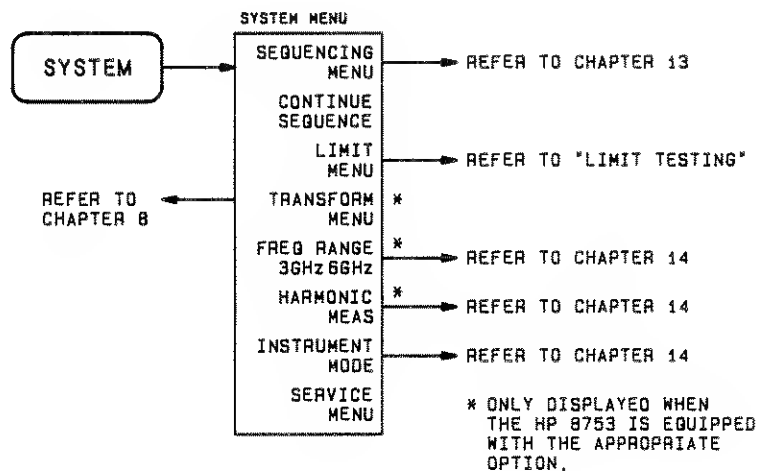 SYSTEM MENU
SYSTEM
SEQUENCING
MENU
REFER TO CHAPTER 13
CONTINUE
SEQUENCE
LIMIT
MENU
REFER TO "LIMIT TESTING"
REFER TO
CHAPTER 8
TRANSFORM *
MENU
FREQ RANGE *
3GHz 6GHz
REFER TO CHAPTER 14
HARMONIC *
MEAS
REFER TO CHAPTER 14
INSTRUMENT
MODE
REFER TO CHAPTER 14
SERVICE
MENU
* ONLY DISPLAYED WHEN
THE HP 8753 IS EQUIPPED
WITH THE APPROPRIATE
OPTION.